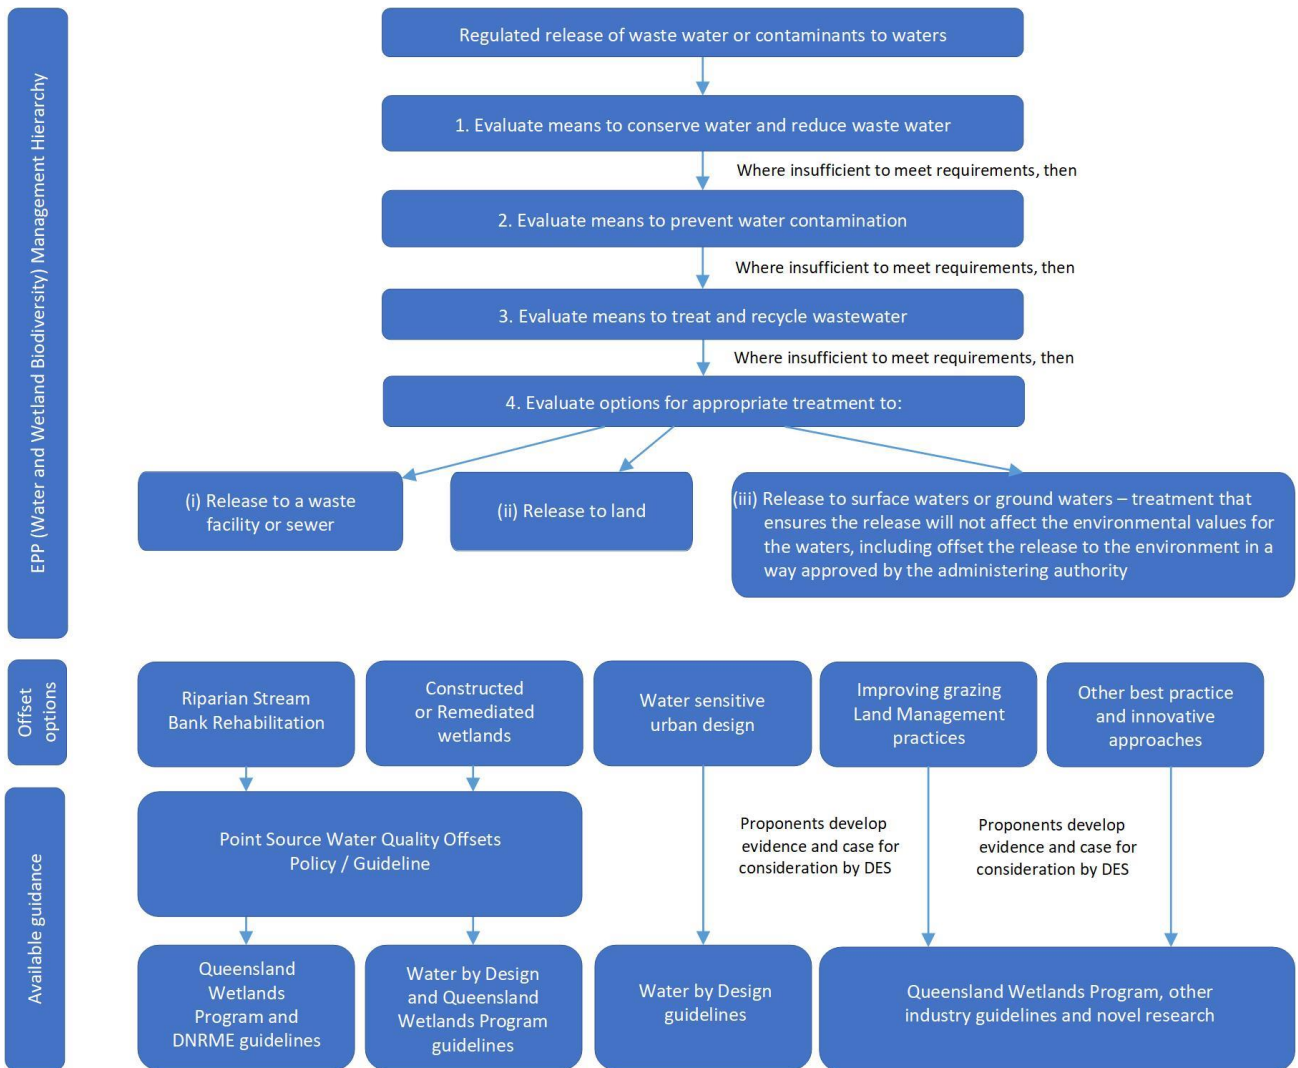 EPP (Water and Wetland Biodiversity) Management Hierarchy
Regulated release of waste water or contaminants to waters
1. Evaluate means to conserve water and reduce waste water
Where insufficient to meet requirements, then
2. Evaluate means to prevent water contamination
Where insufficient to meet requirements, then
3. Evaluate means to treat and recycle wastewater
Where insufficient to meet requirements, then
4. Evaluate options for appropriate treatment to:
(i) Release to a waste
facility or sewer
(ii) Release to land
(iii) Release to surface waters or ground waters – treatment that
ensures the release will not affect the environmental values for
the waters, including offset the release to the environment in a
way approved by the administering authority
Offset
options
Riparian Stream
Bank Rehabilitation
Constructed
or Remediated
wetlands
Water sensitive
urban design
Improving grazing
Land Management
practices
Other best practice
and innovative
approaches
Available guidance
Point Source Water Quality Offsets
Policy / Guideline
Proponents develop
evidence and case for
consideration by DES
Proponents develop
evidence and case for
consideration by DES
Queensland
Wetlands
Program and
DNRME guidelines
Water by Design
and Queensland
Wetlands Program
guidelines
Water by Design
guidelines
Queensland Wetlands Program, other
industry guidelines and novel research